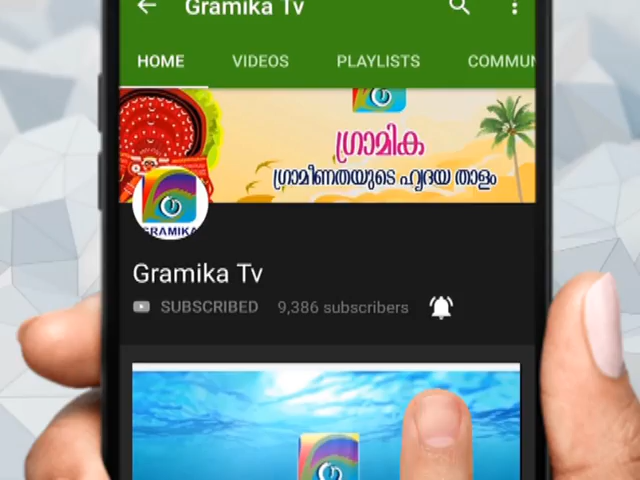 Gramika Tv
HOME VIDEOS PLAYLISTS COMMUN
ഗ്രാമിക
ഗ്രാമീണതയുടെ ഹൃദയ താളം
GRAMIKA
Gramika Tv
SUBSCRIBED 9,386 subscribers